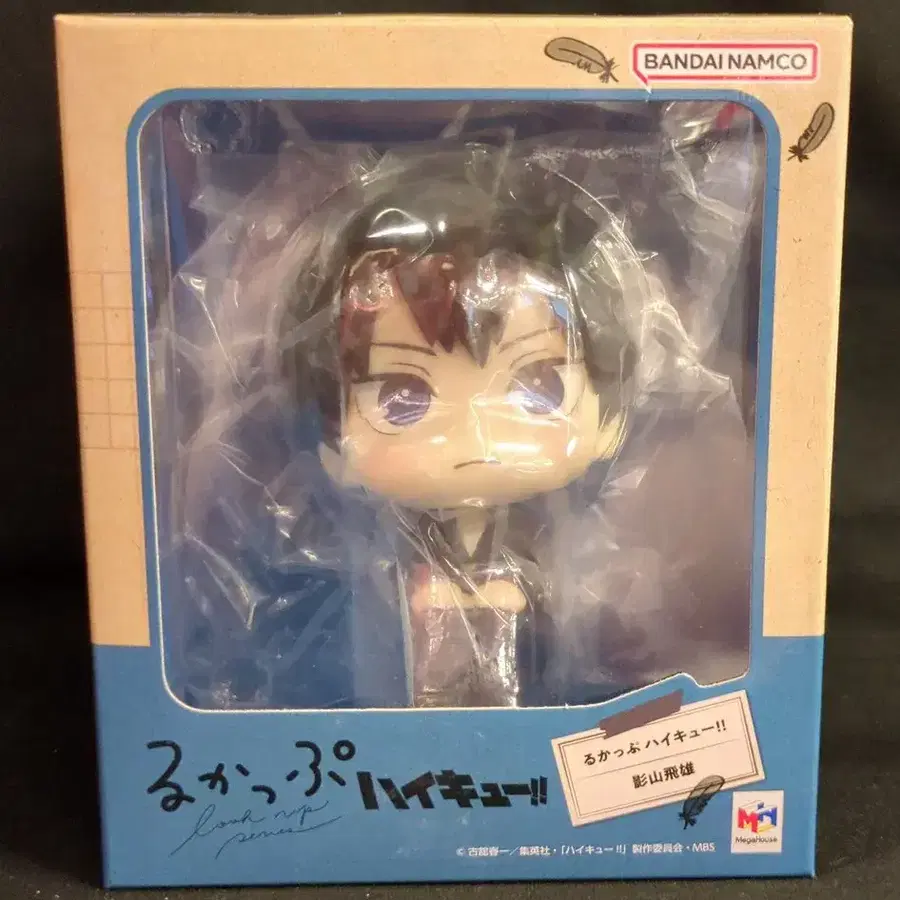 BANDAI NAMCO
るかっぷ ハイキュー!!
影山飛雄
るかっぷ
ハイキュー!!
look up
series
© 古舘春一/集英社・「ハイキュー!!」製作委員会・MBS
MegaHouse